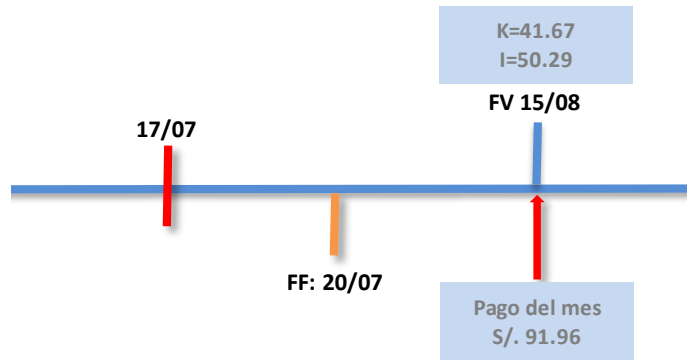 K=41.67
I=50.29
FV 15/08
17/07
FF: 20/07
Pago del mes
S/. 91.96